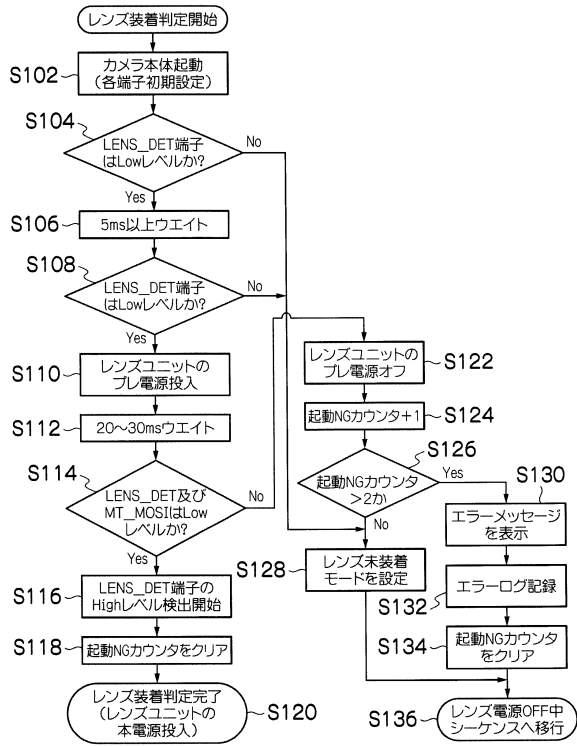 レンズ装着判定開始
S102
カメラ本体起動
(各端子初期設定)
S104
LENS_DET端子
はLowレベルか?
No
Yes
S106
5ms以上ウエイト
S108
LENS_DET端子
はLowレベルか?
No
Yes
S110
レンズユニットの
プレ電源投入
S112
20〜30msウエイト
S114
LENS_DET及び
MT_MOSIはLow
レベルか?
No
Yes
S116
LENS_DET端子の
Highレベル検出開始
S118
起動NGカウンタをクリア
レンズ装着判定完了
(レンズユニットの
本電源投入)
S120
レンズユニットの
プレ電源オフ
S122
起動NGカウンタ+1
S124
S126
起動NGカウンタ
>2か
Yes
No
S128
レンズ未装着
モードを設定
S130
エラーメッセージ
を表示
エラーログ記録
S132
S134
起動NGカウンタ
をクリア
S136
レンズ電源OFF中
シーケンスへ移行